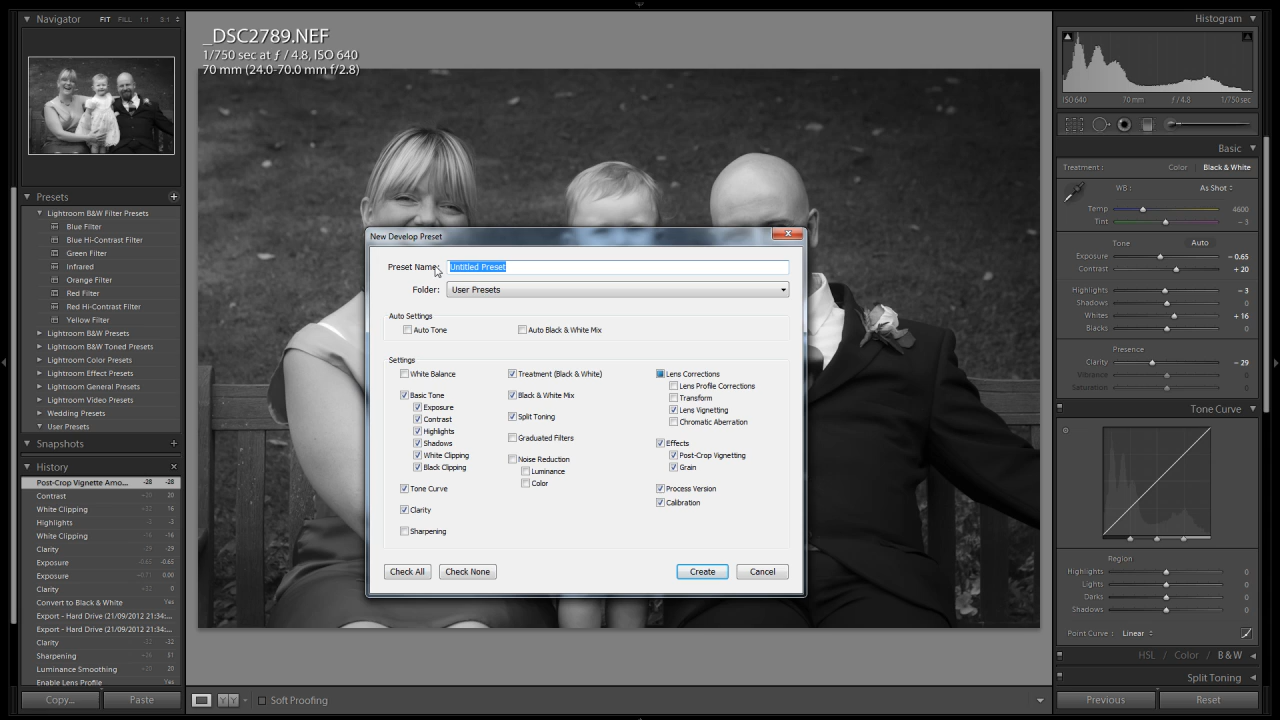 Navigator FIT FILL 1:1 3:1
Presets +
Lightroom B&W Filter Presets
Blue Filter
Blue Hi-Contrast Filter
Green Filter
Infrared
Orange Filter
Red Filter
Red Hi-Contrast Filter
Yellow Filter
Lightroom B&W Presets
Lightroom B&W Toned Presets
Lightroom Color Presets
Lightroom Effect Presets
Lightroom General Presets
Lightroom Video Presets
Wedding Presets
User Presets
Snapshots +
History ×
Post-Crop Vignette Amo... -28 -28
Contrast +20 20
White Clipping +32 16
Highlights -3 -3
White Clipping -16 -16
Clarity -29 -29
Exposure -0.65 -0.65
Exposure 0.00
Clarity 0
Convert to Black & White Yes
Export - Hard Drive (21/09/2012 21:34:...
Export - Hard Drive (21/09/2012 21:34:...
Clarity -32 -32
Sharpening 51
Luminance Smoothing +20 20
Enable Lens Profile Yes
Copy... Paste
_DSC2789.NEF
1/750 sec at ƒ / 4.8, ISO 640
70 mm (24.0-70.0 mm f/2.8)
New Develop Preset
Preset Name: Untitled Preset
Folder: User Presets
Auto Settings
Auto Tone Auto Black & White Mix
Settings
White Balance
Basic Tone
Exposure
Contrast
Highlights
Shadows
White Clipping
Black Clipping
Tone Curve
Clarity
Sharpening
Treatment (Black & White)
Black & White Mix
Split Toning
Graduated Filters
Noise Reduction
Luminance
Color
Lens Corrections
Lens Profile Corrections
Transform
Lens Vignetting
Chromatic Aberration
Effects
Post-Crop Vignetting
Grain
Process Version
Calibration
Check All Check None Create Cancel
Y Y Soft Proofing
Histogram
ISO 640 70 mm ƒ / 4.8 1/750 sec
Basic
Treatment : Color Black & White
WB : As Shot
Temp 4600
Tint - 3
Tone Auto
Exposure - 0.65
Contrast + 20
Highlights - 3
Shadows 0
Whites + 16
Blacks 0
Presence
Clarity - 29
Vibrance 0
Saturation 0
Tone Curve
Region
Highlights 0
Lights 0
Darks 0
Shadows 0
Point Curve : Linear
HSL / Color / B & W
Split Toning
Previous Reset